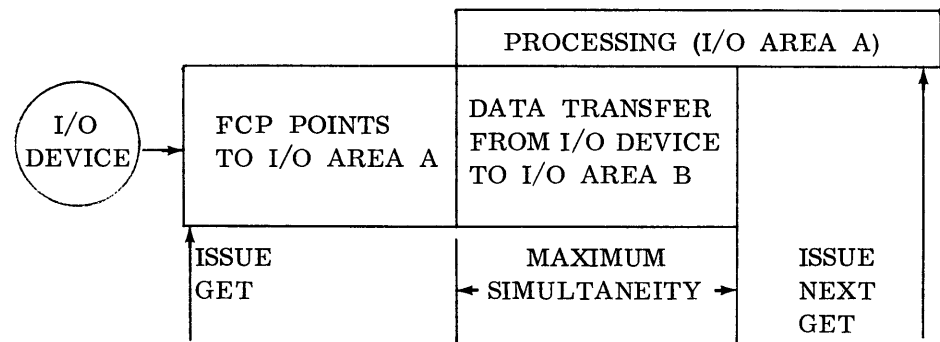 PROCESSING (I/O AREA A)
I/O
DEVICE
FCP POINTS
TO I/O AREA A
DATA TRANSFER
FROM I/O DEVICE
TO I/O AREA B
ISSUE
GET
MAXIMUM
SIMULTANEITY
ISSUE
NEXT
GET